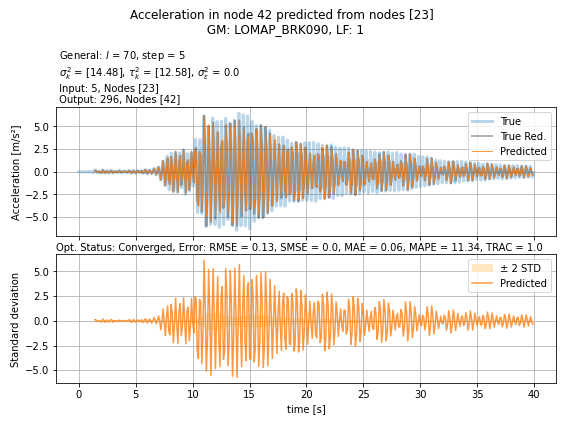 Acceleration in node 42 predicted from nodes [23]
GM: LOMAP_BRK090, LF: 1
General: l = 70, step = 5
σ²ₖ = [14.48], τ²ₖ = [12.58], σ²ε = 0.0
Input: 5, Nodes [23]
Output: 296, Nodes [42]
Acceleration [m/s²]
5.0
2.5
0.0
−2.5
−5.0
True
True Red.
Predicted
Opt. Status: Converged, Error: RMSE = 0.13, SMSE = 0.0, MAE = 0.06, MAPE = 11.34, TRAC = 1.0
Standard deviation
5.0
2.5
0.0
−2.5
−5.0
± 2 STD
Predicted
0 5 10 15 20 25 30 35 40
time [s]